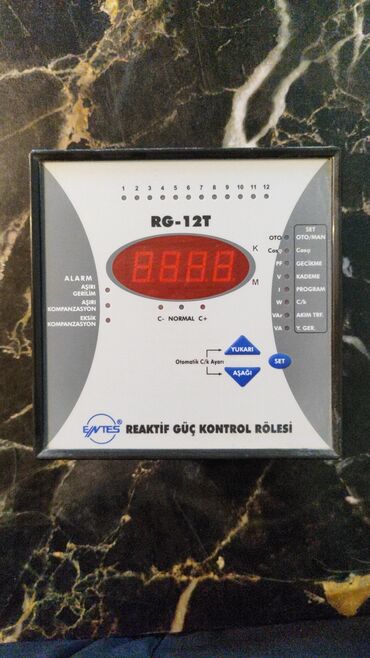 1 2 3 4 5 6 7 8 9 10 11 12
RG-12T
8888
K
M
C- NORMAL C+
ALARM
AŞIRI
GERİLİM
AŞIRI
KOMPANZASYON
EKSİK
KOMPANZASYON
SET
OTO OTO/MAN
Cosφ Cosφ
PF GECİKME
V KADEME
I PROGRAM
W C/k
VAr AKIM TRF.
VA Y. GER.
YUKARI
Otomatik C/k Ayarı
SET
AŞAĞI
ENTES®
REAKTİF GÜÇ KONTROL RÖLESİ